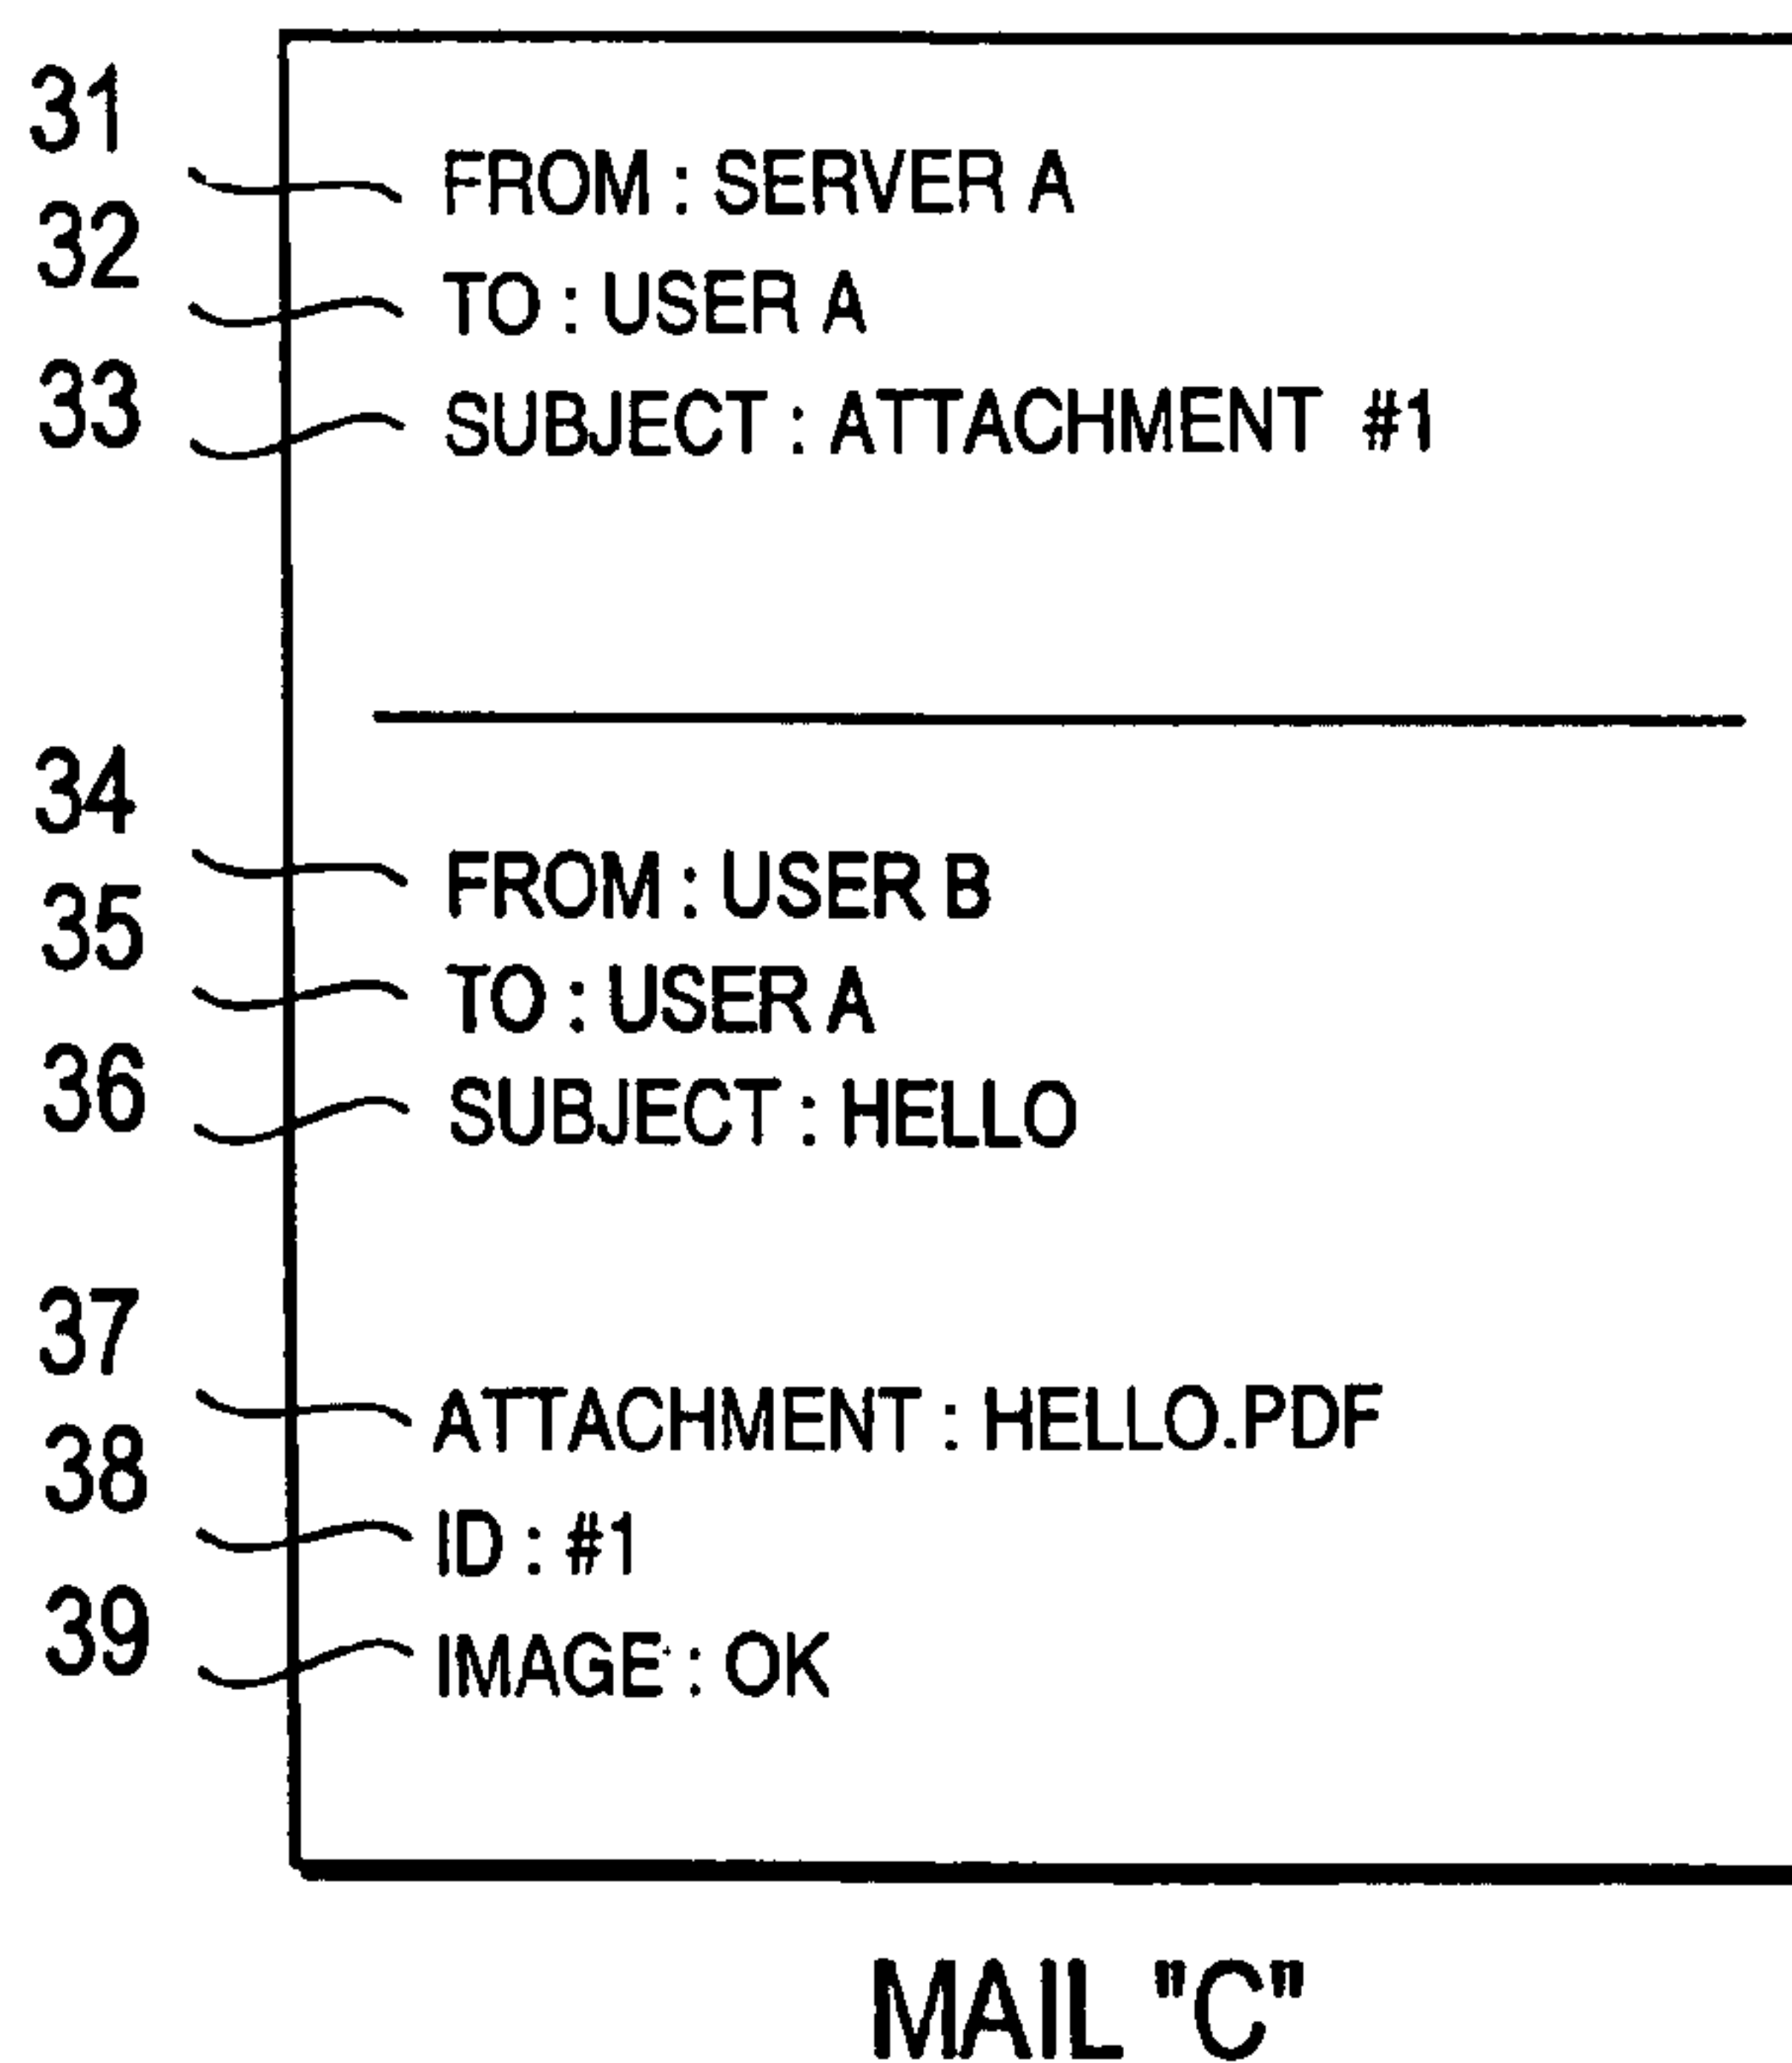 31 FROM : SERVER A
32 TO : USER A
33 SUBJECT : ATTACHMENT #1
34 FROM : USER B
35 TO : USER A
36 SUBJECT : HELLO
37 ATTACHMENT : HELLO.PDF
38 ID : #1
39 IMAGE : OK
MAIL "C"